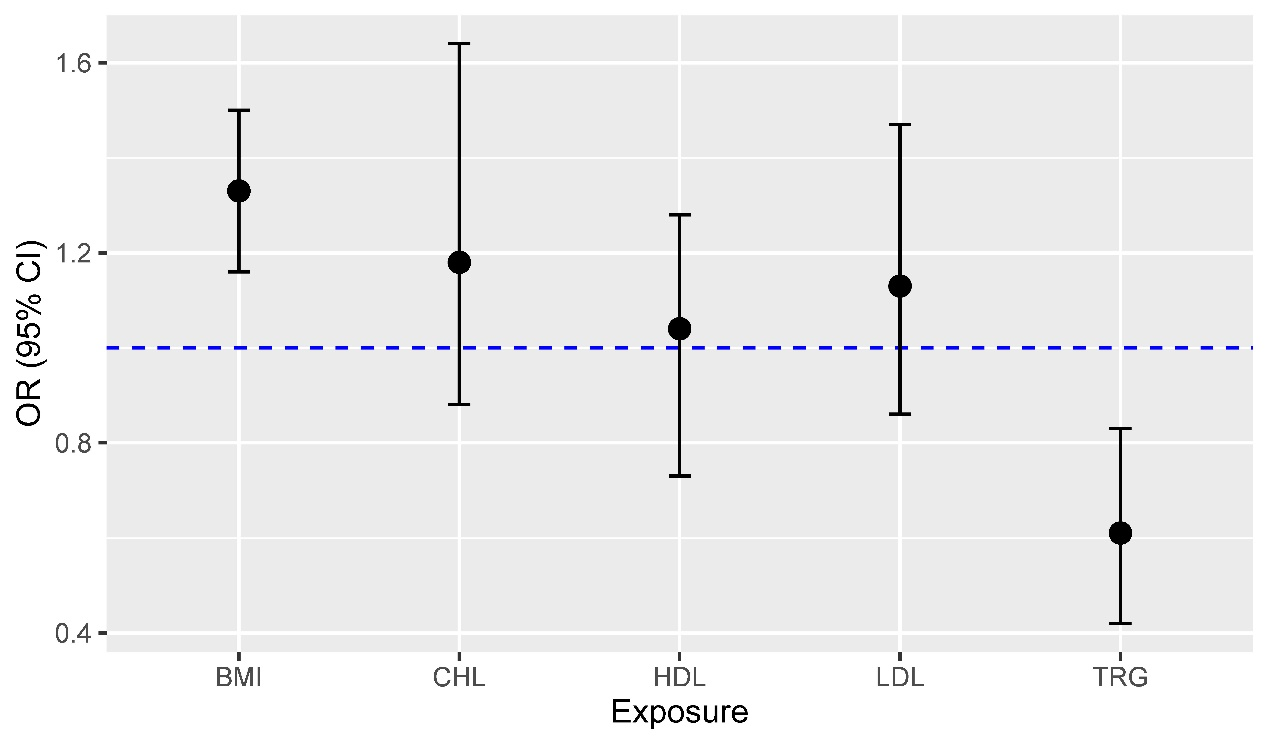 OR (95% CI)
1.6
1.2
0.8
0.4
BMI CHL HDL LDL TRG
Exposure